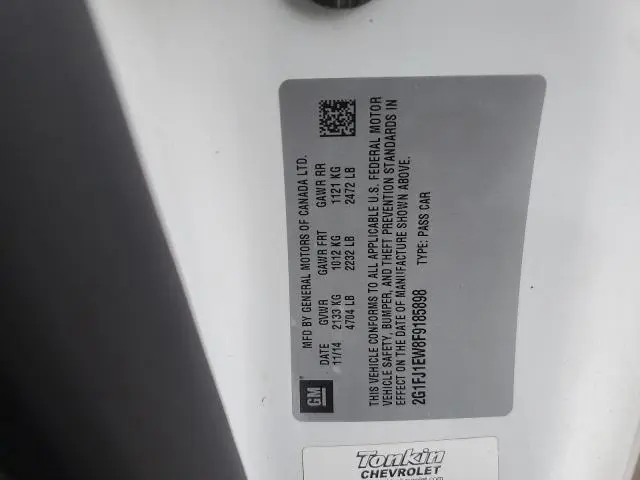 GM
MFD BY GENERAL MOTORS OF CANADA LTD.
DATE GVWR GAWR FRT GAWR RR
11/14 2133 KG 1012 KG 1121 KG
4704 LB 2232 LB 2472 LB
THIS VEHICLE CONFORMS TO ALL APPLICABLE U.S. FEDERAL MOTOR
VEHICLE SAFETY, BUMPER, AND THEFT PREVENTION STANDARDS IN
EFFECT ON THE DATE OF MANUFACTURE SHOWN ABOVE.
2G1FJ1EW8F9185898 TYPE: PASS CAR
Tonkin
CHEVROLET